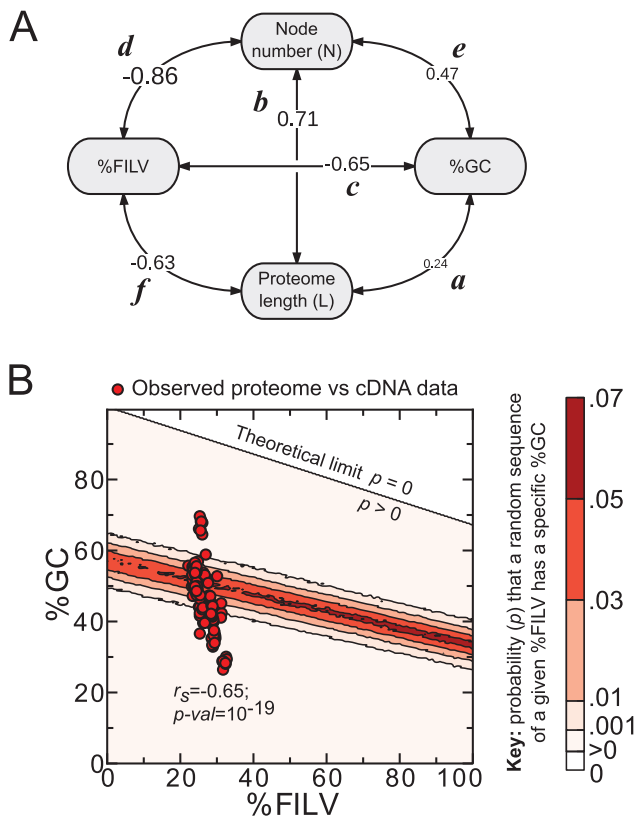 A
Node
number (N)
d
-0.86
e
0.47
b
0.71
%FILV
-0.65
c
%GC
-0.63
f
Proteome
length (L)
0.24
a
B
Observed proteome vs cDNA data
Theoretical limit p = 0
p > 0
%GC
80
60
40
20
0
r_s=-0.65;
p-val=10^-19
0
20
40
60
80
100
%FILV
Key: probability (p) that a random sequence
of a given %FILV has a specific %GC
.07
.05
.03
.01
.001
>0
0